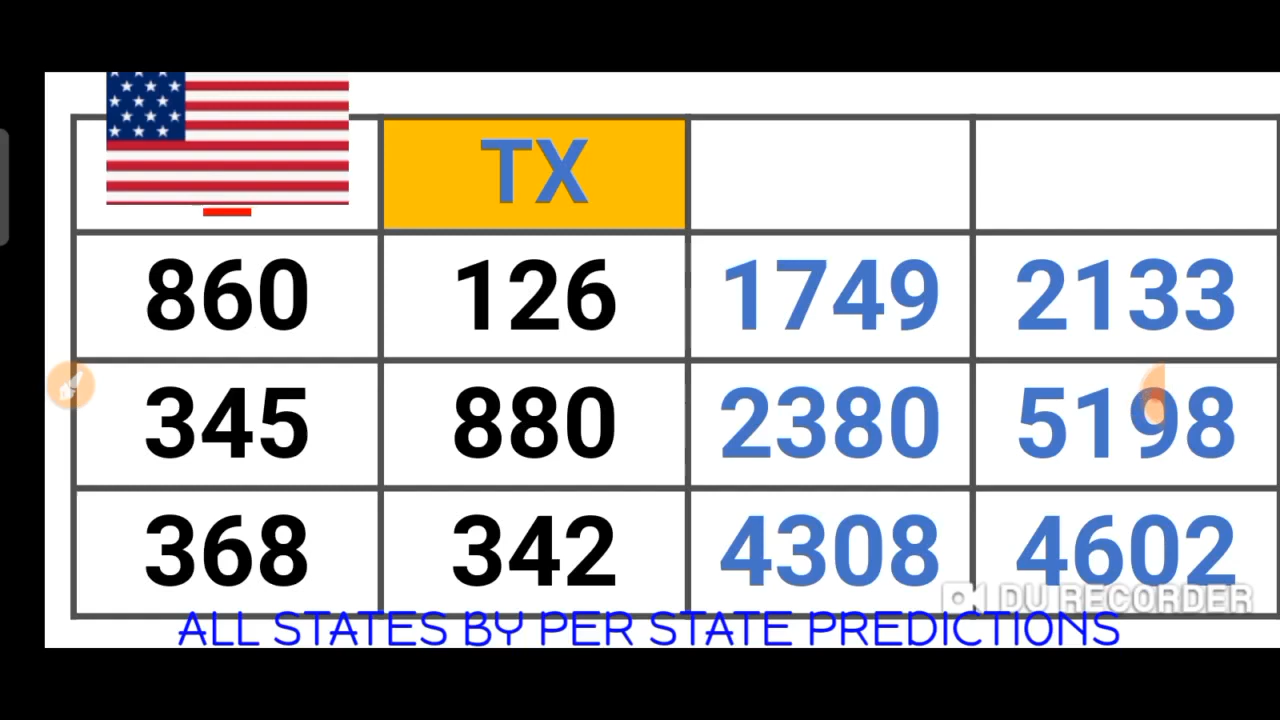 TX
860 126 1749 2133
345 880 2380 5198
368 342 4308 4602
DU RECORDER
ALL STATES BY PER STATE PREDICTIONS